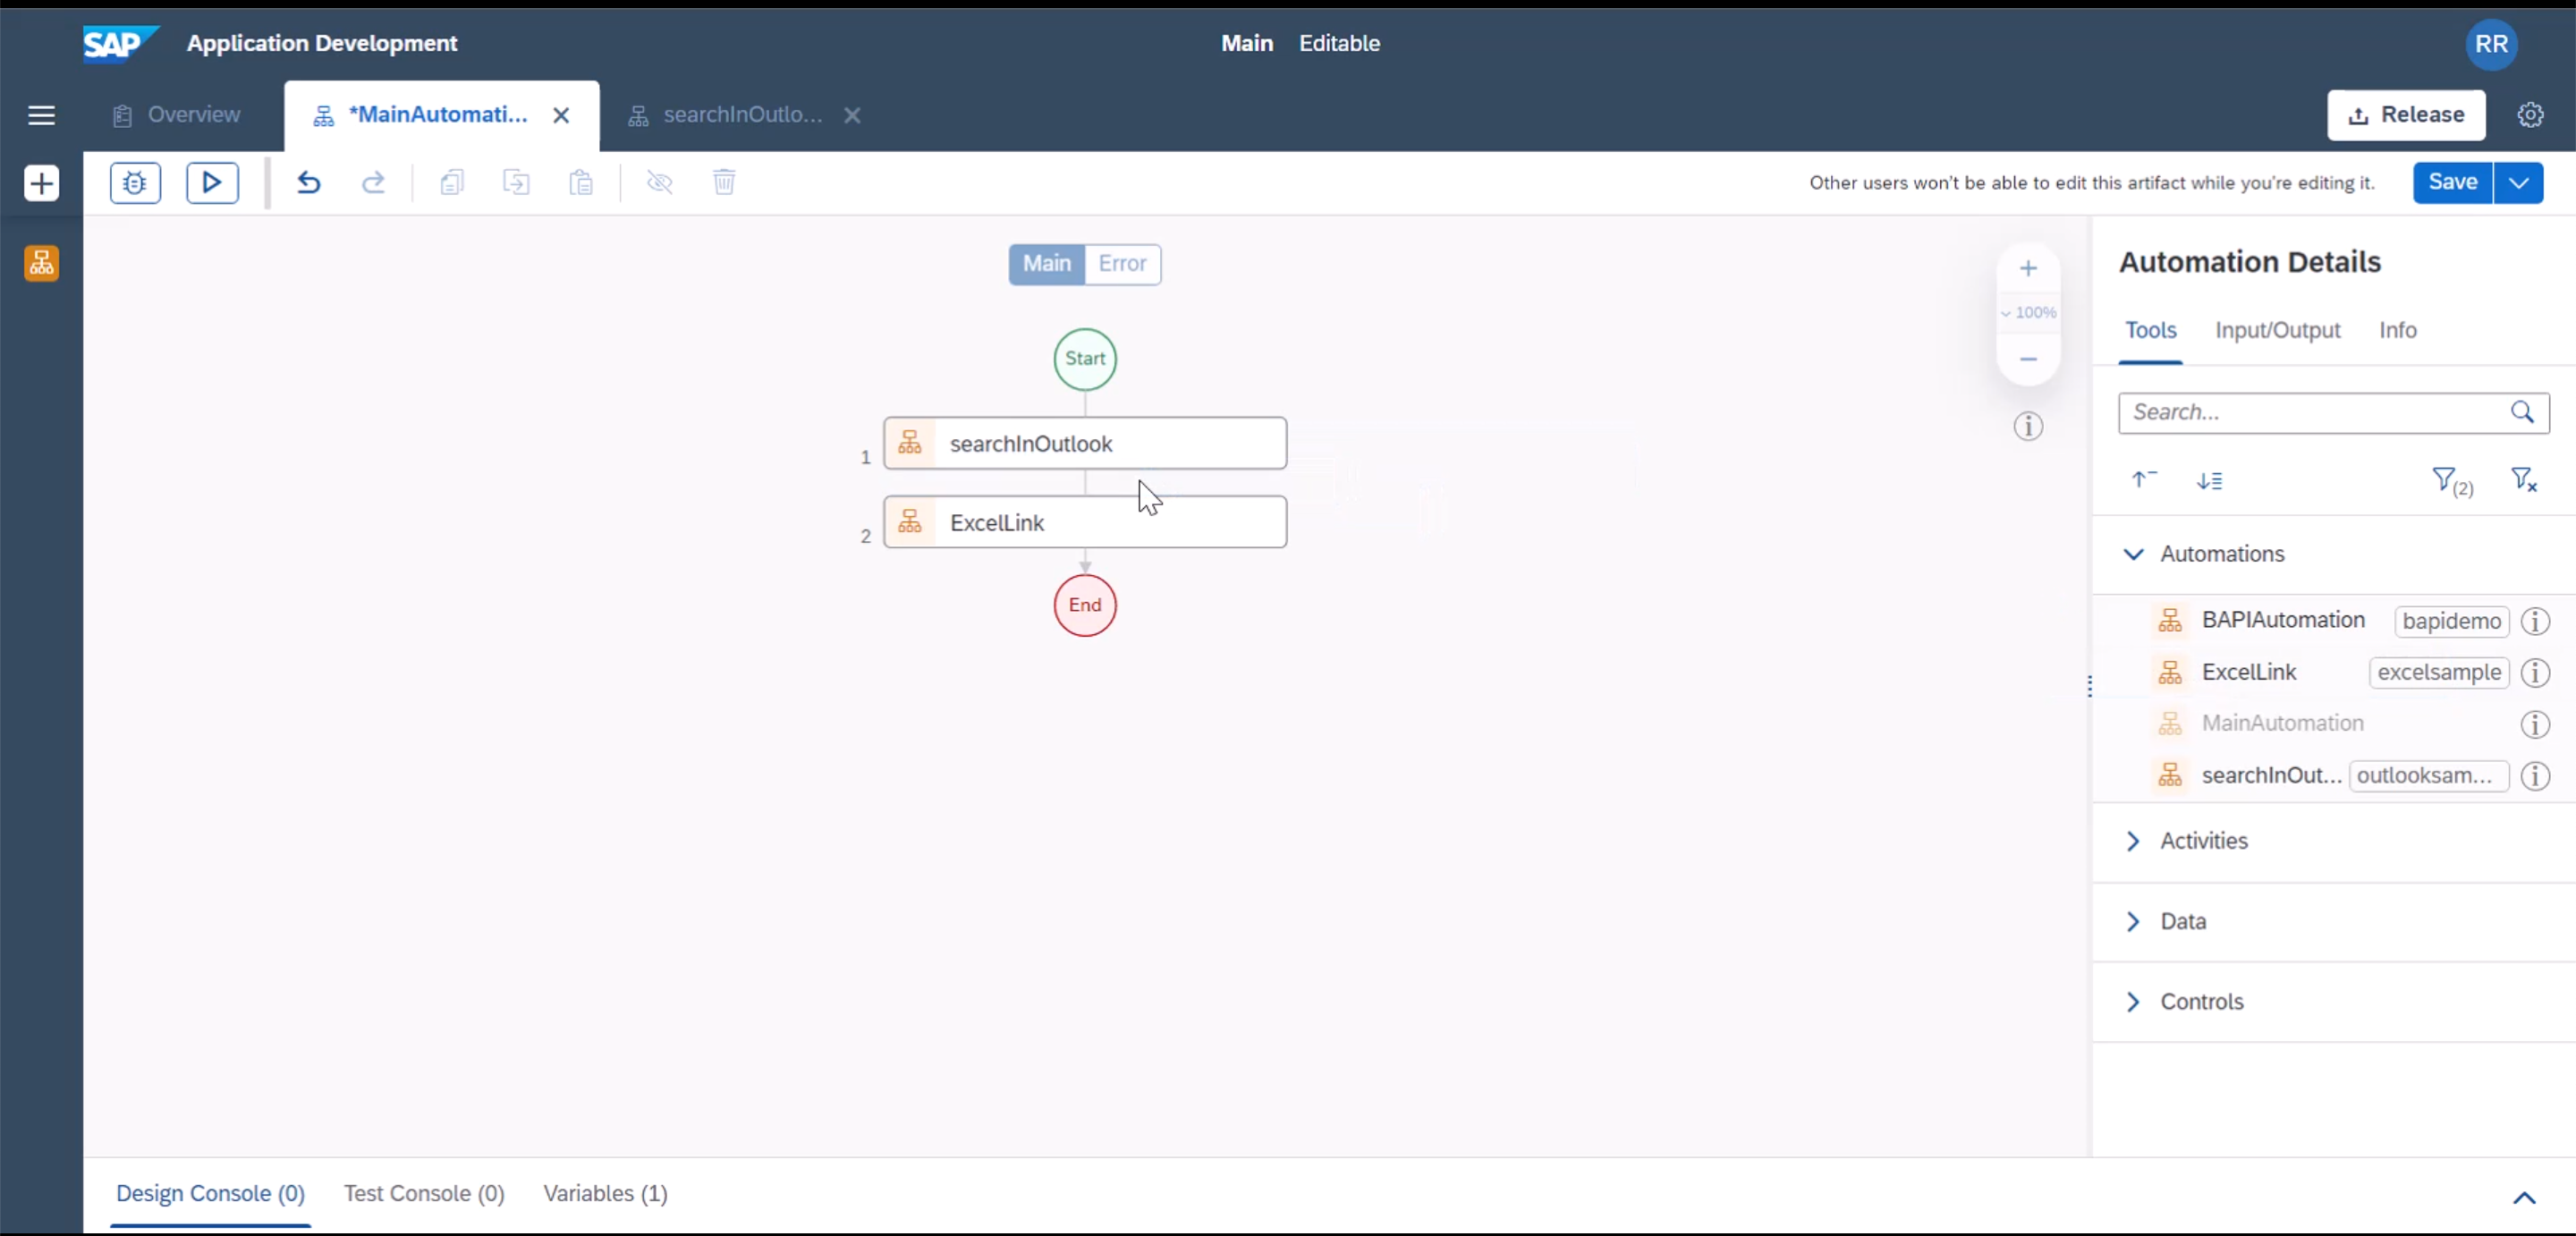 SAP Application Development Main Editable RR
Overview *MainAutomati... searchInOutlo... Release
Other users won't be able to edit this artifact while you're editing it. Save
Main Error
100%
Start
1 searchInOutlook
2 ExcelLink
End
Automation Details
Tools Input/Output Info
Search...
(2)
Automations
BAPIAutomation bapidemo
ExcelLink excelsample
MainAutomation
searchInOut... outlooksam...
Activities
Data
Controls
Design Console (0) Test Console (0) Variables (1)